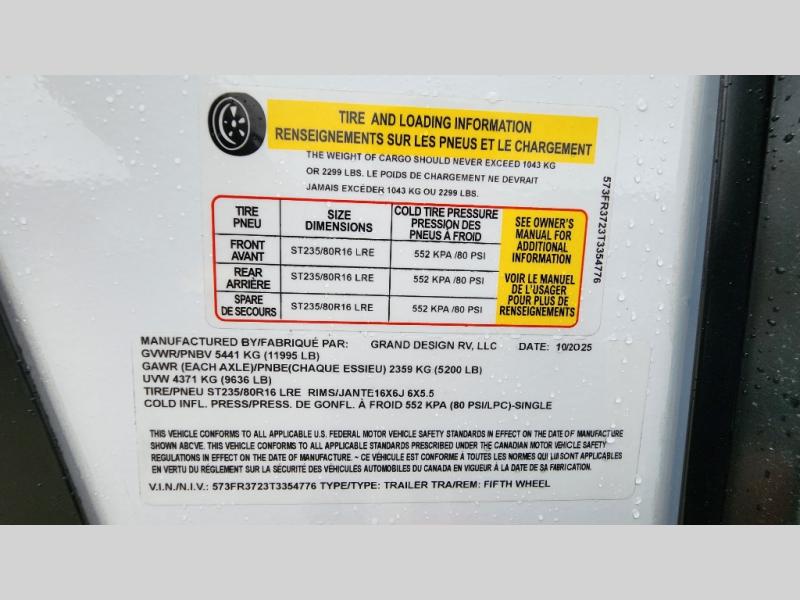 TIRE AND LOADING INFORMATION
RENSEIGNEMENTS SUR LES PNEUS ET LE CHARGEMENT
THE WEIGHT OF CARGO SHOULD NEVER EXCEED 1043 KG
OR 2299 LBS. LE POIDS DE CHARGEMENT NE DEVRAIT
JAMAIS EXCÉDER 1043 KG OU 2299 LBS.
573FR3723T3354776
TIRE
PNEU
SIZE
DIMENSIONS
COLD TIRE PRESSURE
PRESSION DES
PNEUS À FROID
SEE OWNER'S
MANUAL FOR
ADDITIONAL
INFORMATION
VOIR LE MANUEL
DE L'USAGER
POUR PLUS DE
RENSEIGNEMENTS
FRONT
AVANT
ST235/80R16 LRE
552 KPA /80 PSI
REAR
ARRIÈRE
ST235/80R16 LRE
552 KPA /80 PSI
SPARE
DE SECOURS
ST235/80R16 LRE
552 KPA /80 PSI
MANUFACTURED BY/FABRIQUÉ PAR: GRAND DESIGN RV, LLC DATE: 10/2025
GVWR/PNBV 5441 KG (11995 LB)
GAWR (EACH AXLE)/PNBE(CHAQUE ESSIEU) 2359 KG (5200 LB)
UVW 4371 KG (9636 LB)
TIRE/PNEU ST235/80R16 LRE RIMS/JANTE16X6J 6X5.5
COLD INFL. PRESS/PRESS. DE GONFL. À FROID 552 KPA (80 PSI/LPC)-SINGLE
THIS VEHICLE CONFORMS TO ALL APPLICABLE U.S. FEDERAL MOTOR VEHICLE SAFETY STANDARDS IN EFFECT ON THE DATE OF MANUFACTURE
SHOWN ABOVE. THIS VEHICLE CONFORMS TO ALL APPLICABLE STANDARDS PRESCRIBED UNDER THE CANADIAN MOTOR VEHICLE SAFETY
REGULATIONS IN EFFECT ON THE DATE OF MANUFACTURE. ~ CE VÉHICULE EST CONFORME À TOUTES LES NORMES QUI LUI SONT APPLICABLES
EN VERTU DU RÉGLEMENT SUR LA SÉCURITÉ DES VÉHICULES AUTOMOBILES DU CANADA EN VIGUEUR À LA DATE DE SA FABRICATION.
V.I.N./N.I.V.: 573FR3723T3354776 TYPE/TYPE: TRAILER TRA/REM: FIFTH WHEEL